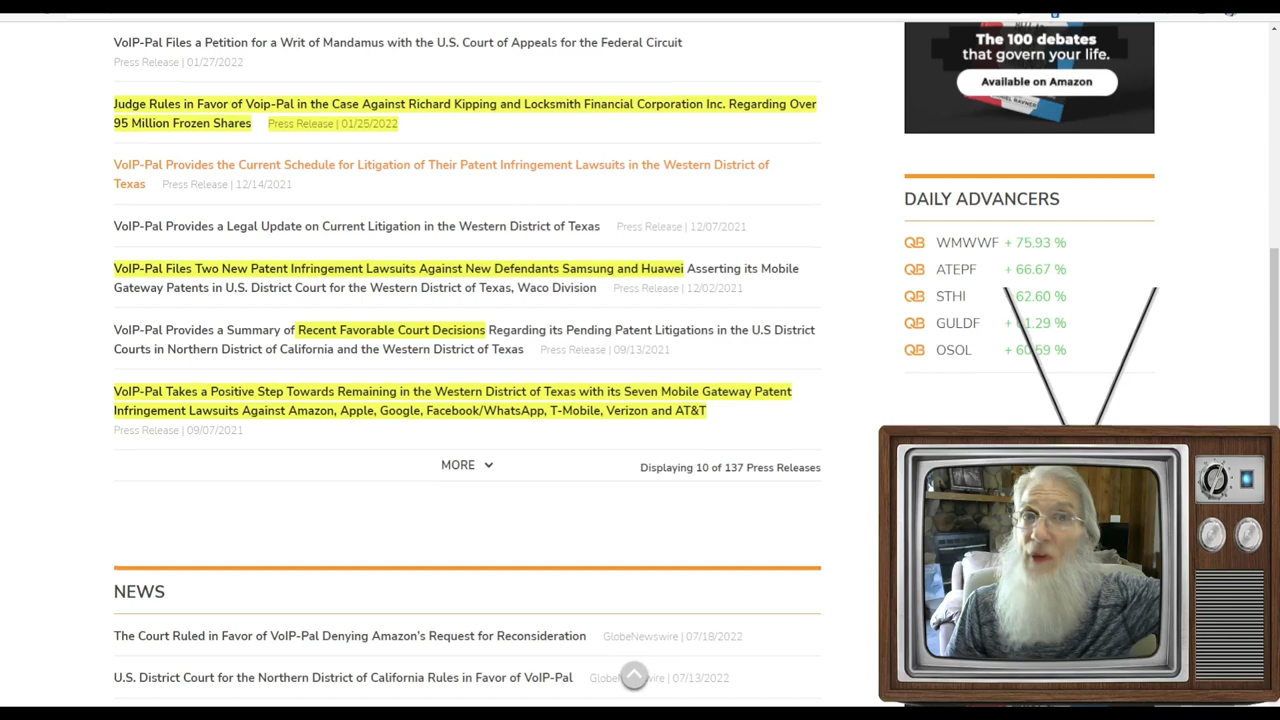 VoIP-Pal Files a Petition for a Writ of Mandamus with the U.S. Court of Appeals for the Federal Circuit
Press Release | 01/27/2022
Judge Rules in Favor of Voip-Pal in the Case Against Richard Kipping and Locksmith Financial Corporation Inc. Regarding Over
95 Million Frozen Shares Press Release | 01/25/2022
VoIP-Pal Provides the Current Schedule for Litigation of Their Patent Infringement Lawsuits in the Western District of
Texas Press Release | 12/14/2021
VoIP-Pal Provides a Legal Update on Current Litigation in the Western District of Texas Press Release | 12/07/2021
VoIP-Pal Files Two New Patent Infringement Lawsuits Against New Defendants Samsung and Huawei Asserting its Mobile
Gateway Patents in U.S. District Court for the Western District of Texas, Waco Division Press Release | 12/02/2021
VoIP-Pal Provides a Summary of Recent Favorable Court Decisions Regarding its Pending Patent Litigations in the U.S District
Courts in Northern District of California and the Western District of Texas Press Release | 09/13/2021
VoIP-Pal Takes a Positive Step Towards Remaining in the Western District of Texas with its Seven Mobile Gateway Patent
Infringement Lawsuits Against Amazon, Apple, Google, Facebook/WhatsApp, T-Mobile, Verizon and AT&T
Press Release | 09/07/2021
MORE
Displaying 10 of 137 Press Releases
NEWS
The Court Ruled in Favor of VoIP-Pal Denying Amazon's Request for Reconsideration GlobeNewswire | 07/18/2022
U.S. District Court for the Northern District of California Rules in Favor of VoIP-Pal 07/13/2022
The 100 debates
that govern your life.
Available on Amazon
DAILY ADVANCERS
QB WMWWF + 75.93 %
QB ATEPF + 66.67 %
QB STHI 62.60 %
QB GULDF + 61.29 %
QB OSOL + 60.59 %